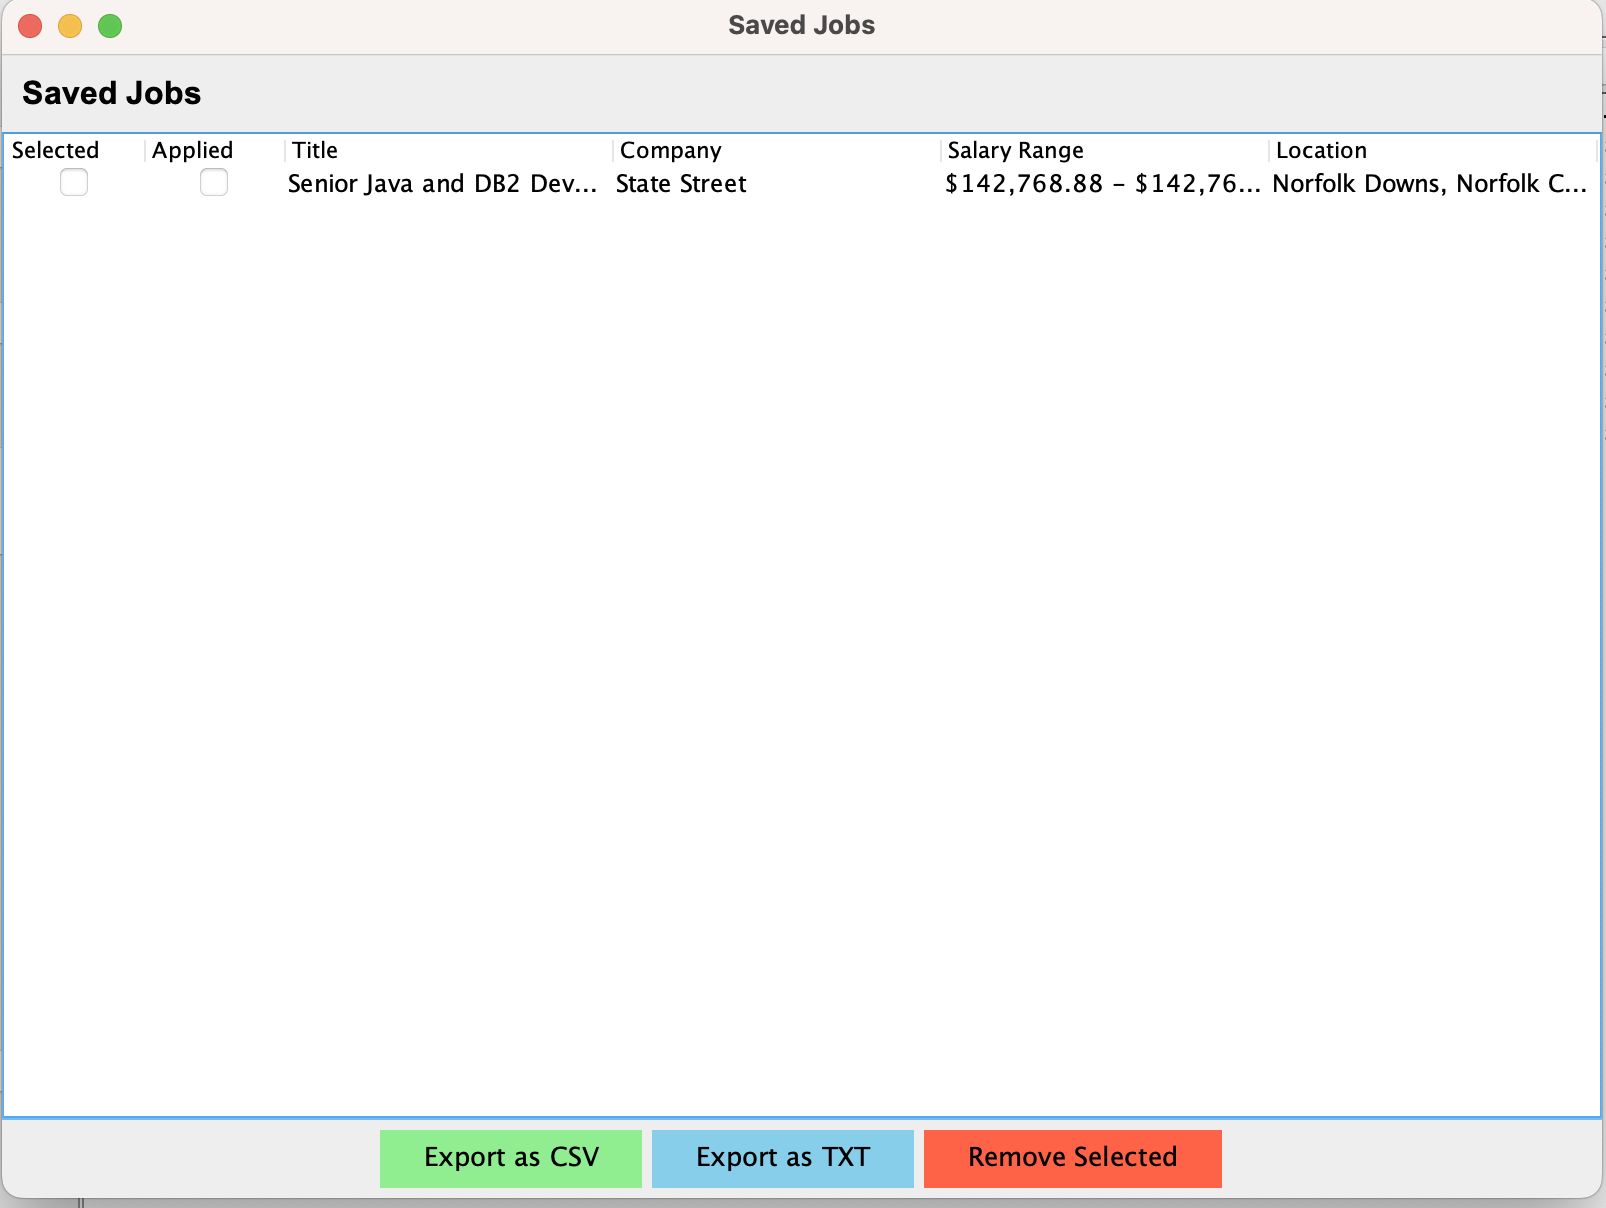 Saved Jobs
Saved Jobs
Selected Applied Title Company Salary Range Location
Senior Java and DB2 Dev... State Street $142,768.88 – $142,76... Norfolk Downs, Norfolk C...
Export as CSV Export as TXT Remove Selected